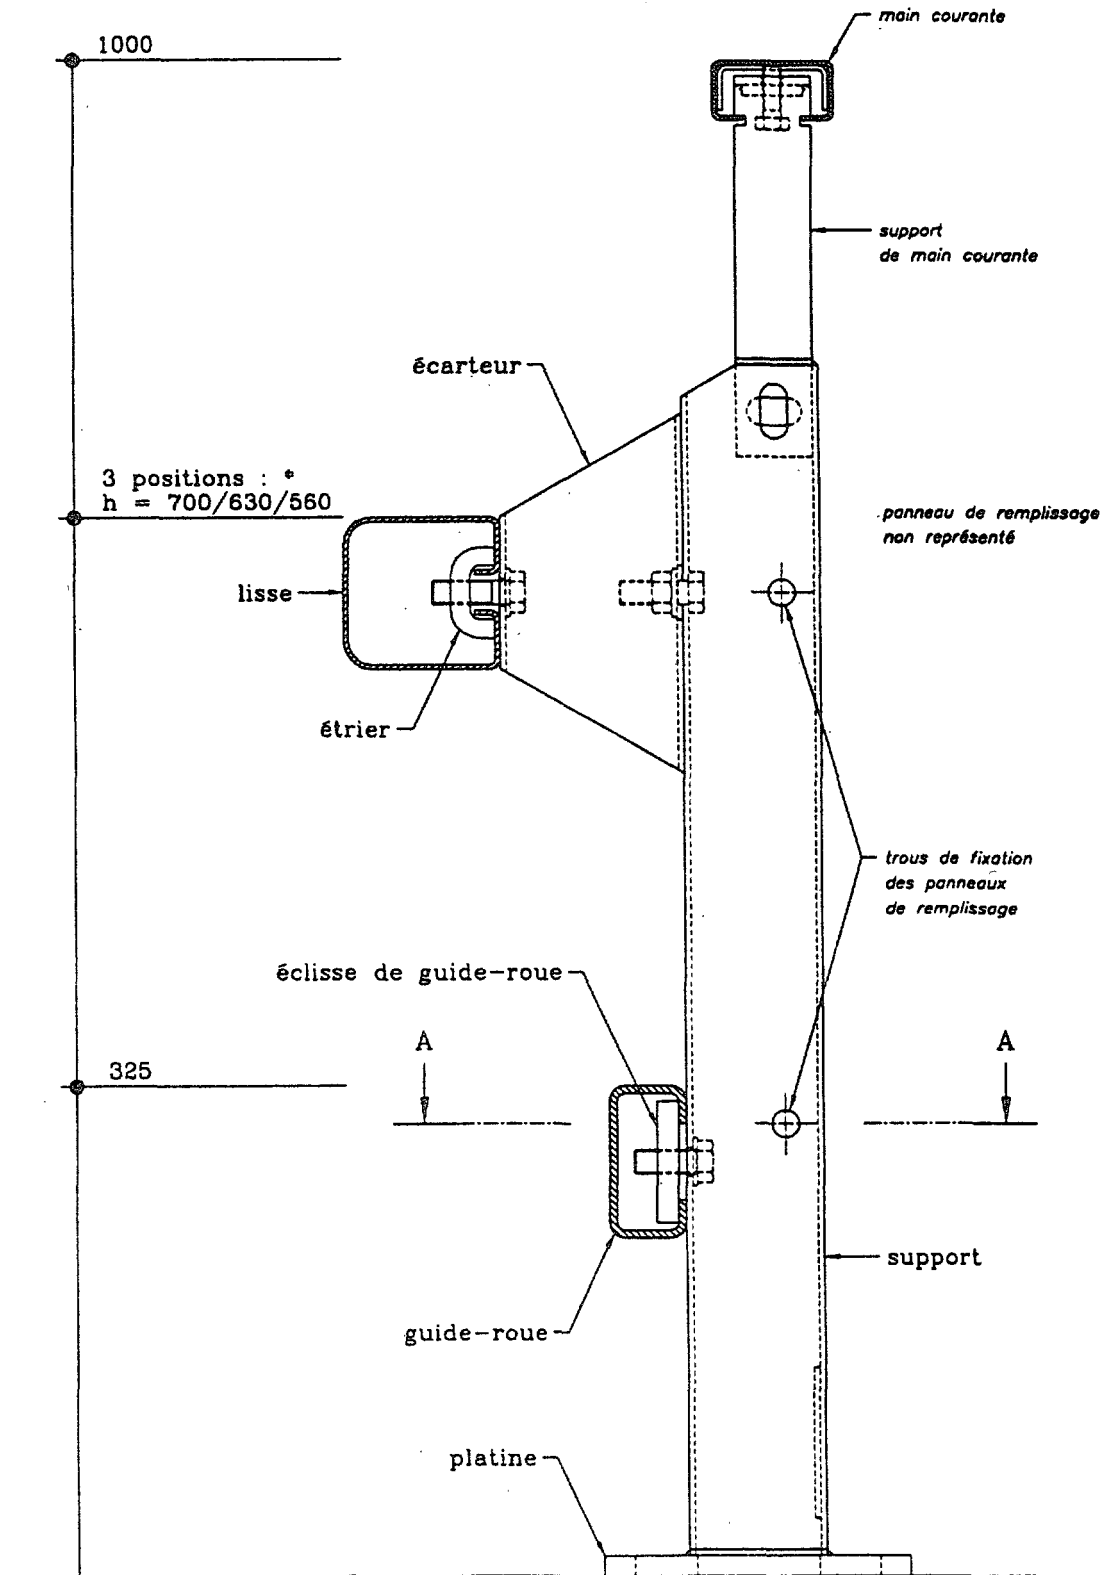 main courante
1000
support
de main courante
écarteur
3 positions : *
h = 700/630/560
panneau de remplissage
non représenté
lisse
étrier
trous de fixation
des panneaux
de remplissage
éclisse de guide-roue
A
A
325
support
guide-roue
platine